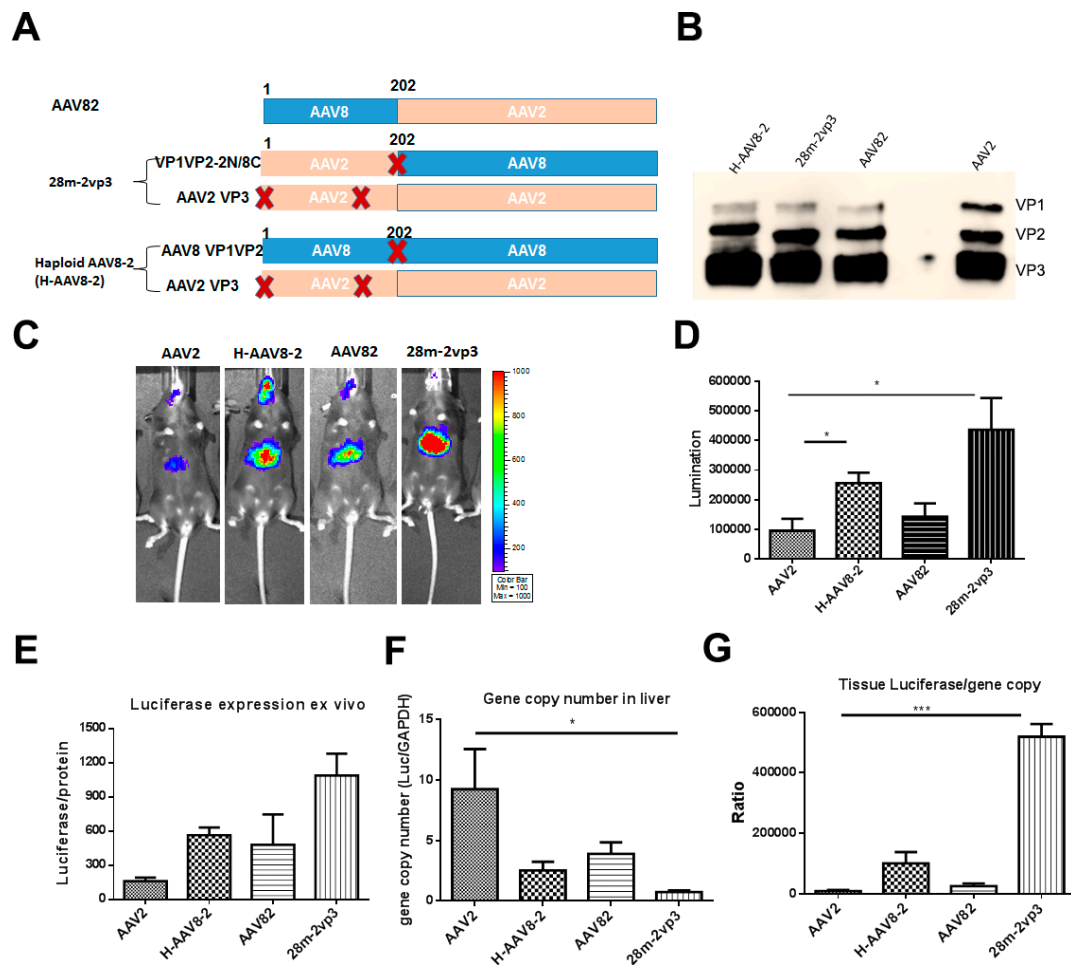 A
1 202
AAV82 AAV8 AAV2
1 202
VP1VP2-2N/8C AAV2 AAV8
28m-2vp3
AAV2 VP3 AAV2 AAV2
1 202
AAV8 VP1VP2 AAV8 AAV8
Haploid AAV8-2
(H-AAV8-2)
AAV2 VP3 AAV2 AAV2
B
H-AAV8-2 28m-2vp3 AAV82 AAV2
VP1
VP2
VP3
C
AAV2 H-AAV8-2 AAV82 28m-2vp3
1000
800
600
400
200
Color Bar
Min = 100
Max = 1000
D
Lumination
600000
500000
400000
300000
200000
100000
0
*
*
AAV2 H-AAV8-2 AAV82 28m-2vp3
E
Luciferase expression ex vivo
Luciferase/protein
1500
1200
900
600
300
0
AAV2 H-AAV8-2 AAV82 28m-2vp3
F
Gene copy number in liver
gene copy number (Luc/GAPDH)
15
10
5
0
*
AAV2 H-AAV8-2 AAV82 28m-2vp3
G
Tissue Luciferase/gene copy
Ratio
600000
400000
200000
0
***
AAV2 H-AAV8-2 AAV82 28m-2vp3